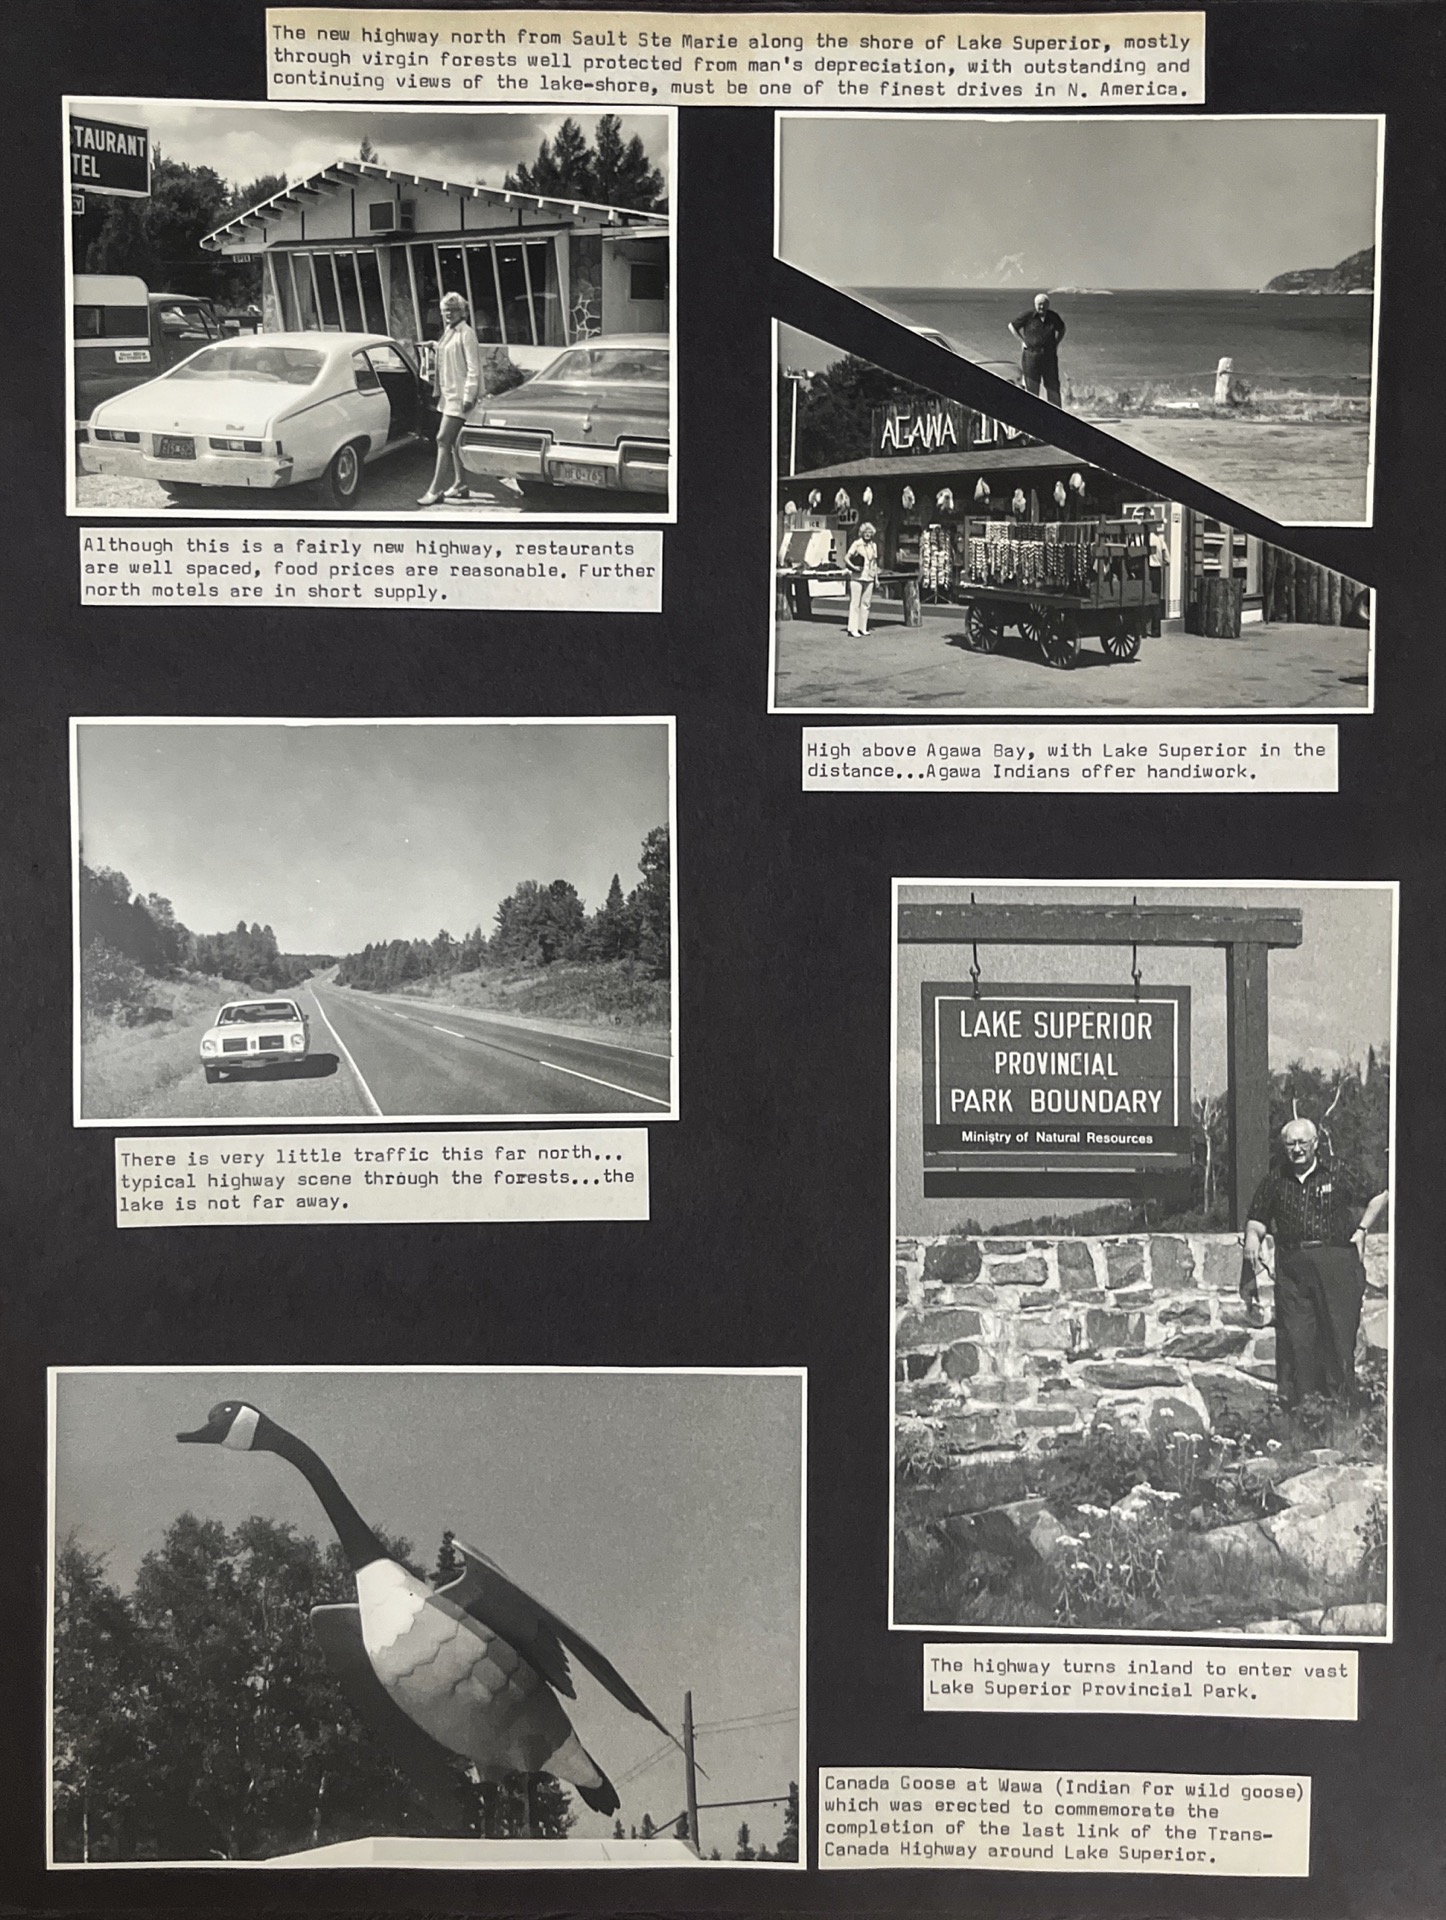 The new highway north from Sault Ste Marie along the shore of Lake Superior, mostly
through virgin forests well protected from man's depreciation, with outstanding and
continuing views of the lake-shore, must be one of the finest drives in N. America.
TAURANT
TEL
OPEN
HFO·765
Although this is a fairly new highway, restaurants
are well spaced, food prices are reasonable. Further
north motels are in short supply.
AGAWA IND
ICE
High above Agawa Bay, with Lake Superior in the
distance...Agawa Indians offer handiwork.
There is very little traffic this far north...
typical highway scene through the forests...the
lake is not far away.
LAKE SUPERIOR
PROVINCIAL
PARK BOUNDARY
Ministry of Natural Resources
The highway turns inland to enter vast
Lake Superior Provincial Park.
Canada Goose at Wawa (Indian for wild goose)
which was erected to commemorate the
completion of the last link of the Trans-
Canada Highway around Lake Superior.